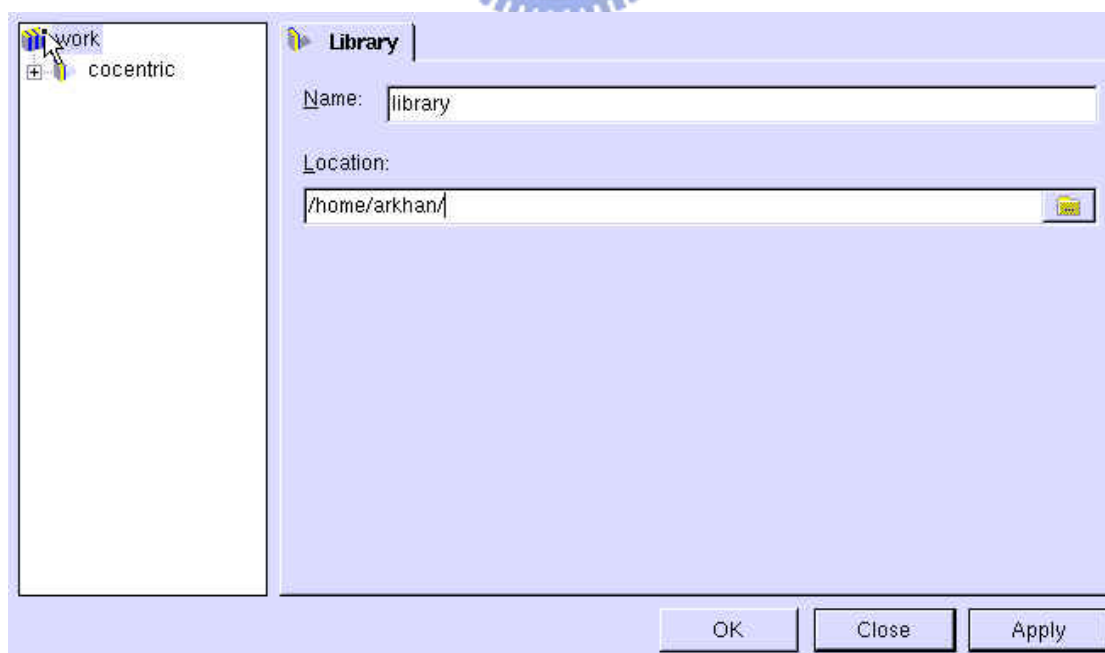 work
cocentric
Library
Name: library
Location:
/home/arkhan/
OK Close Apply